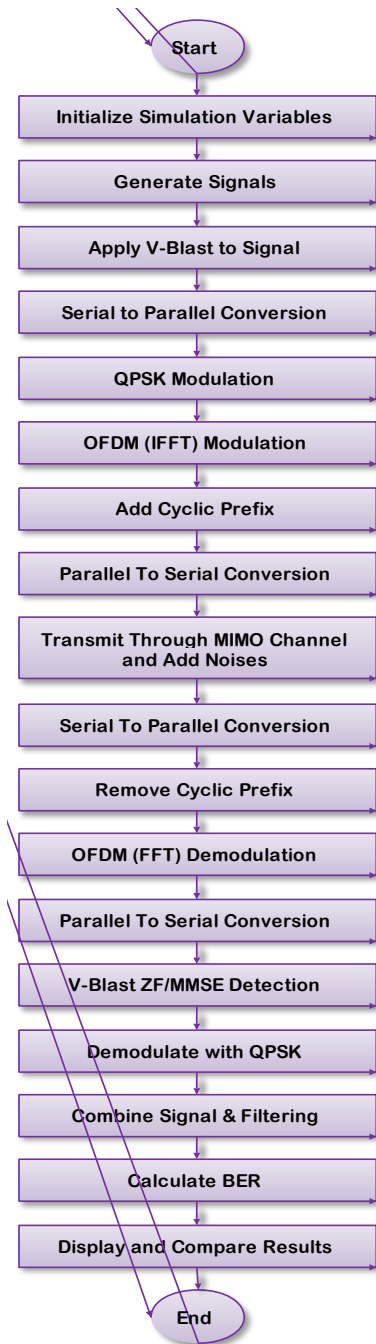 Start
Initialize Simulation Variables
Generate Signals
Apply V-Blast to Signal
Serial to Parallel Conversion
QPSK Modulation
OFDM (IFFT) Modulation
Add Cyclic Prefix
Parallel To Serial Conversion
Transmit Through MIMO Channel
and Add Noises
Serial To Parallel Conversion
Remove Cyclic Prefix
OFDM (FFT) Demodulation
Parallel To Serial Conversion
V-Blast ZF/MMSE Detection
Demodulate with QPSK
Combine Signal & Filtering
Calculate BER
Display and Compare Results
End